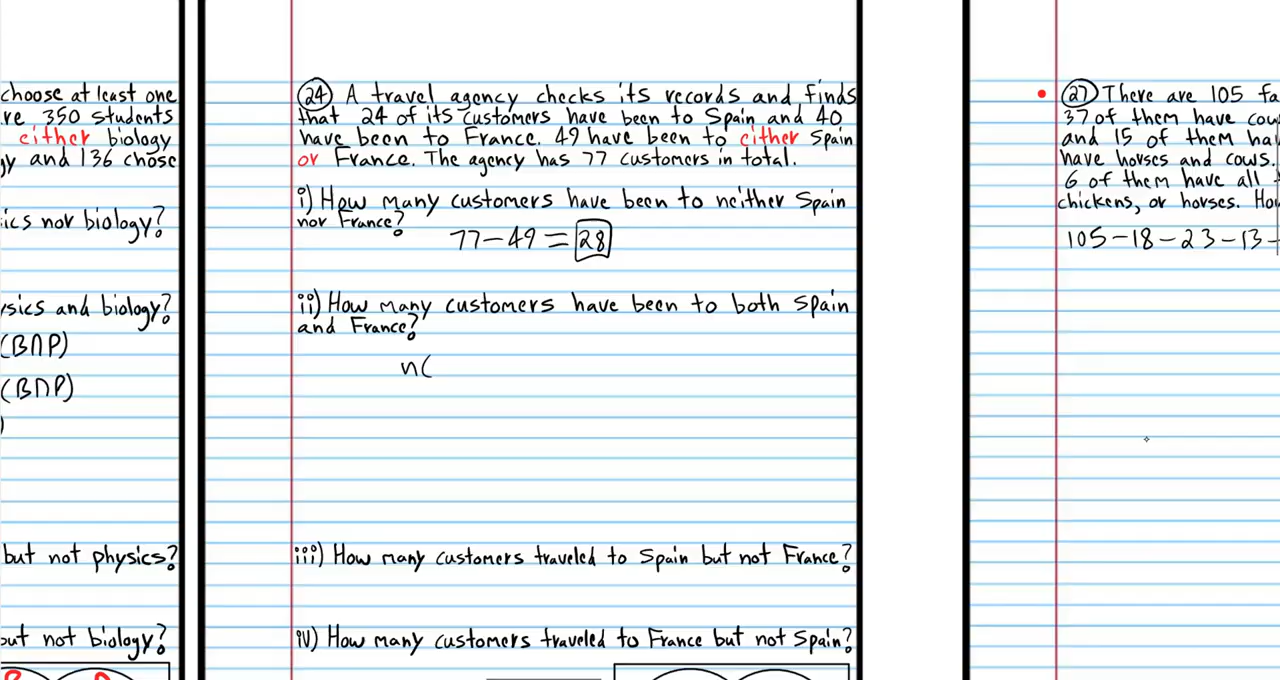 choose at least one
re 350 students
either biology
gy and 136 chose
ics nor biology?
ysics and biology?
(B∩P)
(B∩P)
)
but not physics?
out not biology?
24 A travel agency checks its records and finds
that 24 of its customers have been to Spain and 40
have been to France. 49 have been to either Spain
or France. The agency has 77 customers in total.
i) How many customers have been to neither Spain
nor France?
77-49=28
ii) How many customers have been to both Spain
and France?
n(
iii) How many customers traveled to Spain but not France?
iv) How many customers traveled to France but not Spain?
27 There are 105 fa
37 of them have cow
and 15 of them ha
have horses and cows.
6 of them have all
chickens, or horses. Ho
105-18-23-13-